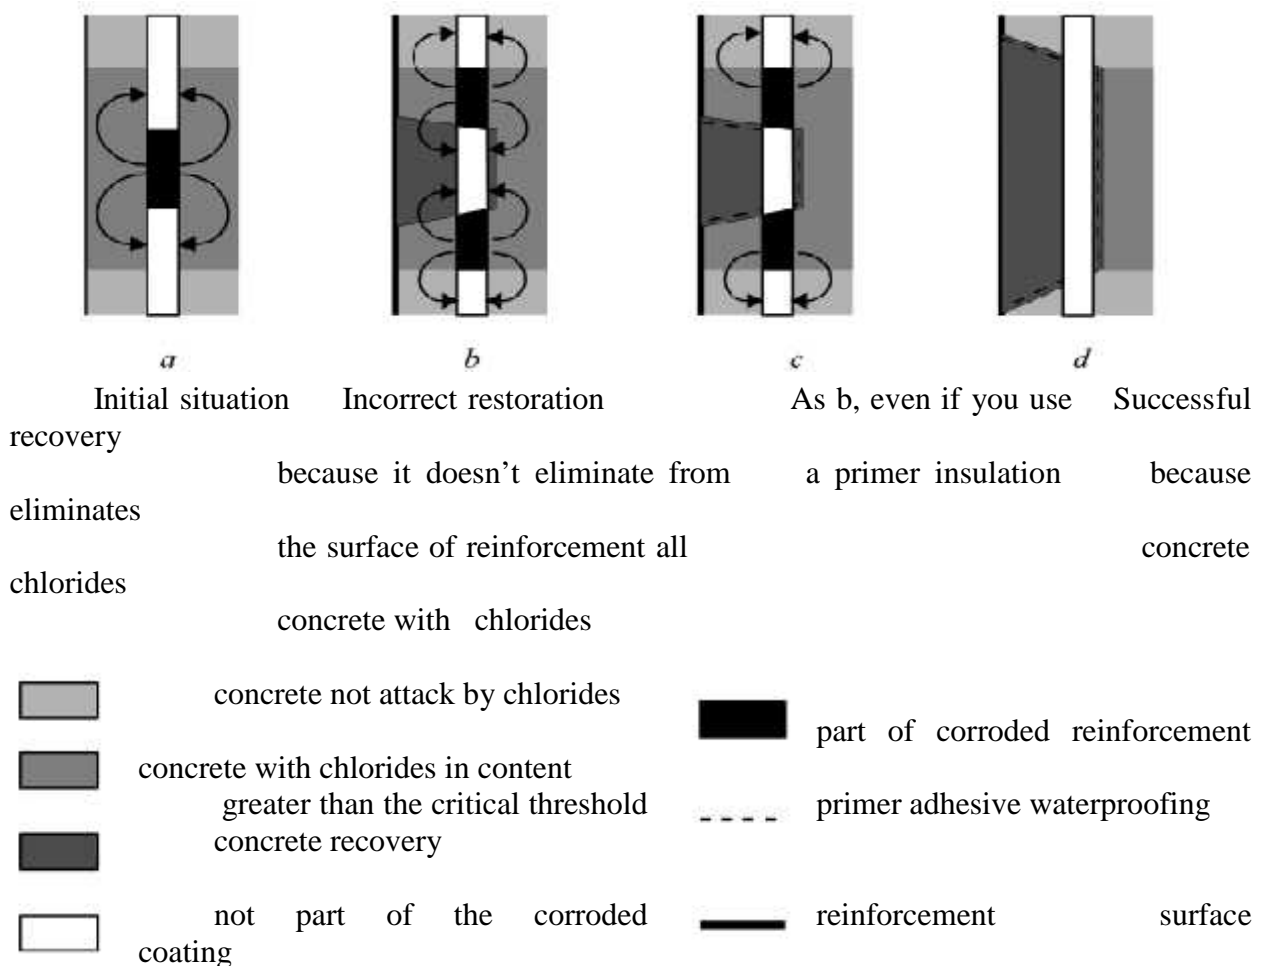 a b c d
Initial situation Incorrect restoration As b, even if you use Successful
recovery
because it doesn’t eliminate from a primer insulation because
eliminates
the surface of reinforcement all concrete
chlorides
concrete with chlorides
concrete not attack by chlorides
part of corroded reinforcement
concrete with chlorides in content
greater than the critical threshold primer adhesive waterproofing
concrete recovery
not part of the corroded reinforcement surface
coating